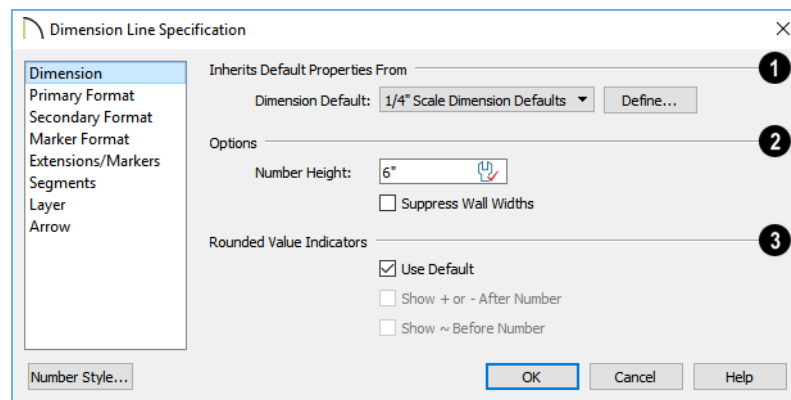 Dimension Line Specification
Dimension
Primary Format
Secondary Format
Marker Format
Extensions/Markers
Segments
Layer
Arrow
Inherits Default Properties From
1
Dimension Default: 1/4" Scale Dimension Defaults Define...
Options
2
Number Height: 6"
Suppress Wall Widths
Rounded Value Indicators
3
Use Default
Show + or - After Number
Show ~ Before Number
Number Style... OK Cancel Help